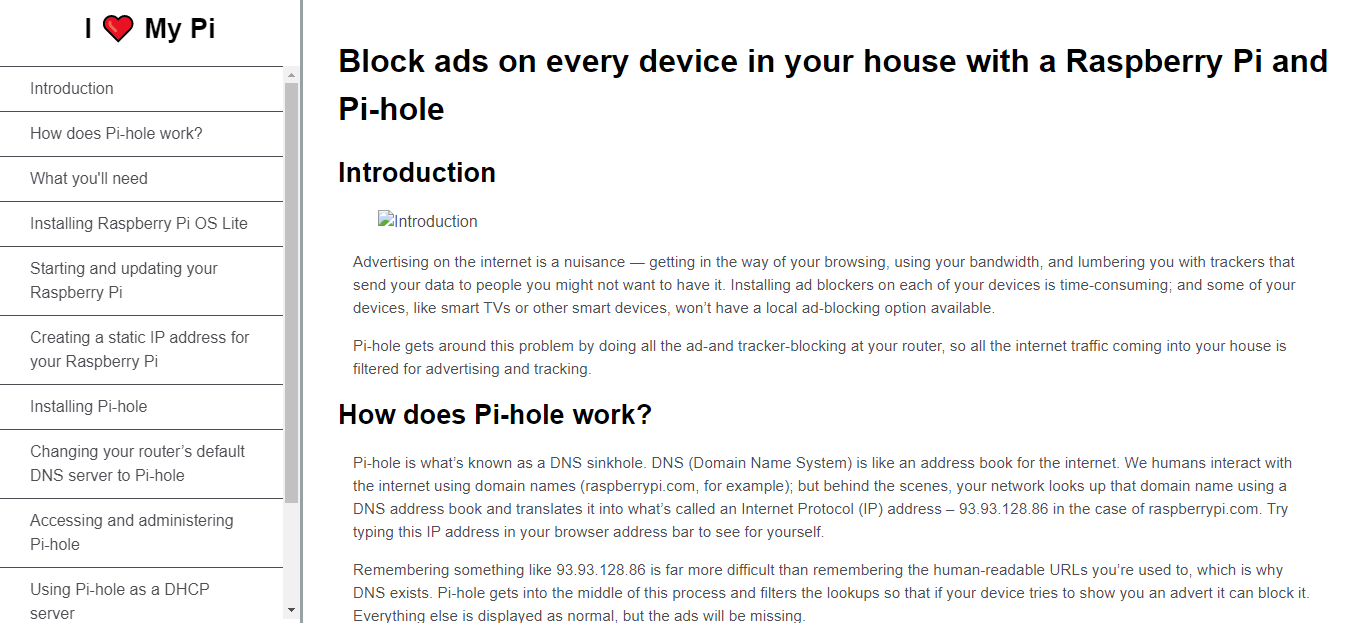 I ❤ My Pi
Introduction
How does Pi-hole work?
What you'll need
Installing Raspberry Pi OS Lite
Starting and updating your
Raspberry Pi
Creating a static IP address for
your Raspberry Pi
Installing Pi-hole
Changing your router’s default
DNS server to Pi-hole
Accessing and administering
Pi-hole
Using Pi-hole as a DHCP
server
Block ads on every device in your house with a Raspberry Pi and
Pi-hole
Introduction
Introduction
Advertising on the internet is a nuisance — getting in the way of your browsing, using your bandwidth, and lumbering you with trackers that
send your data to people you might not want to have it. Installing ad blockers on each of your devices is time-consuming; and some of your
devices, like smart TVs or other smart devices, won’t have a local ad-blocking option available.
Pi-hole gets around this problem by doing all the ad-and tracker-blocking at your router, so all the internet traffic coming into your house is
filtered for advertising and tracking.
How does Pi-hole work?
Pi-hole is what’s known as a DNS sinkhole. DNS (Domain Name System) is like an address book for the internet. We humans interact with
the internet using domain names (raspberrypi.com, for example); but behind the scenes, your network looks up that domain name using a
DNS address book and translates it into what’s called an Internet Protocol (IP) address – 93.93.128.86 in the case of raspberrypi.com. Try
typing this IP address in your browser address bar to see for yourself.
Remembering something like 93.93.128.86 is far more difficult than remembering the human-readable URLs you’re used to, which is why
DNS exists. Pi-hole gets into the middle of this process and filters the lookups so that if your device tries to show you an advert it can block it.
Everything else is displayed as normal, but the ads will be missing.